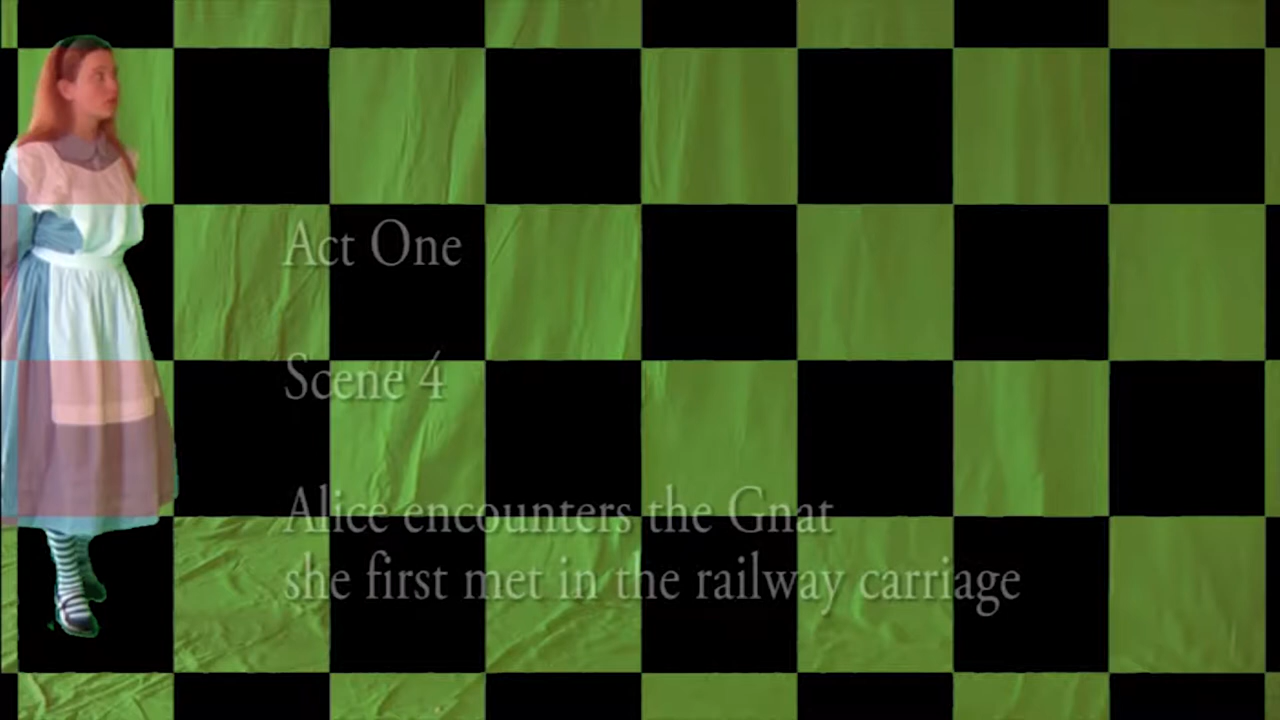 Act One
Scene 4
Alice encounters the Gnat
she first met in the railway carriage